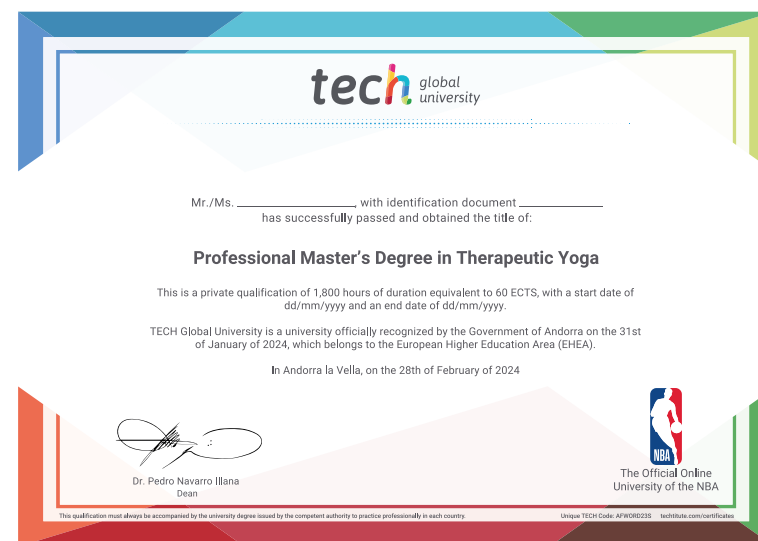 tech global
university
Mr./Ms. ____________, with identification document ____________
has successfully passed and obtained the title of:
Professional Master's Degree in Therapeutic Yoga
This is a private qualification of 1,800 hours of duration equivalent to 60 ECTS, with a start date of
dd/mm/yyyy and an end date of dd/mm/yyyy.
TECH Global University is a university officially recognized by the Government of Andorra on the 31st
of January of 2024, which belongs to the European Higher Education Area (EHEA).
In Andorra la Vella, on the 28th of February of 2024
NBA
Dr. Pedro Navarro Illana
Dean
The Official Online
University of the NBA
This qualification must always be accompanied by the university degree issued by the competent authority to practice professionally in each country.
Unique TECH Code: AFWORD23S techtitute.com/certificates